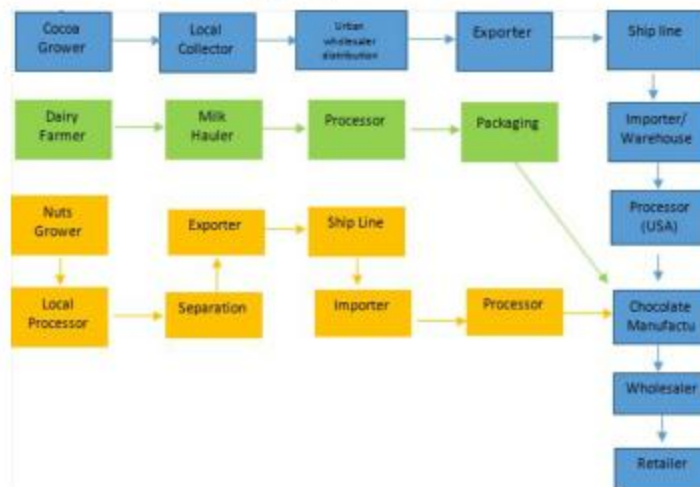 Cocoa
Grower
Local
Collector
Urban
wholesaler
distribution
Exporter
Ship line
Dairy
Farmer
Milk
Hauler
Processor
Packaging
Importer/
Warehouse
Nuts
Grower
Exporter
Ship Line
Processor
(USA)
Local
Processor
Separation
Importer
Processor
Chocolate
Manufactu
Wholesaler
Retailer